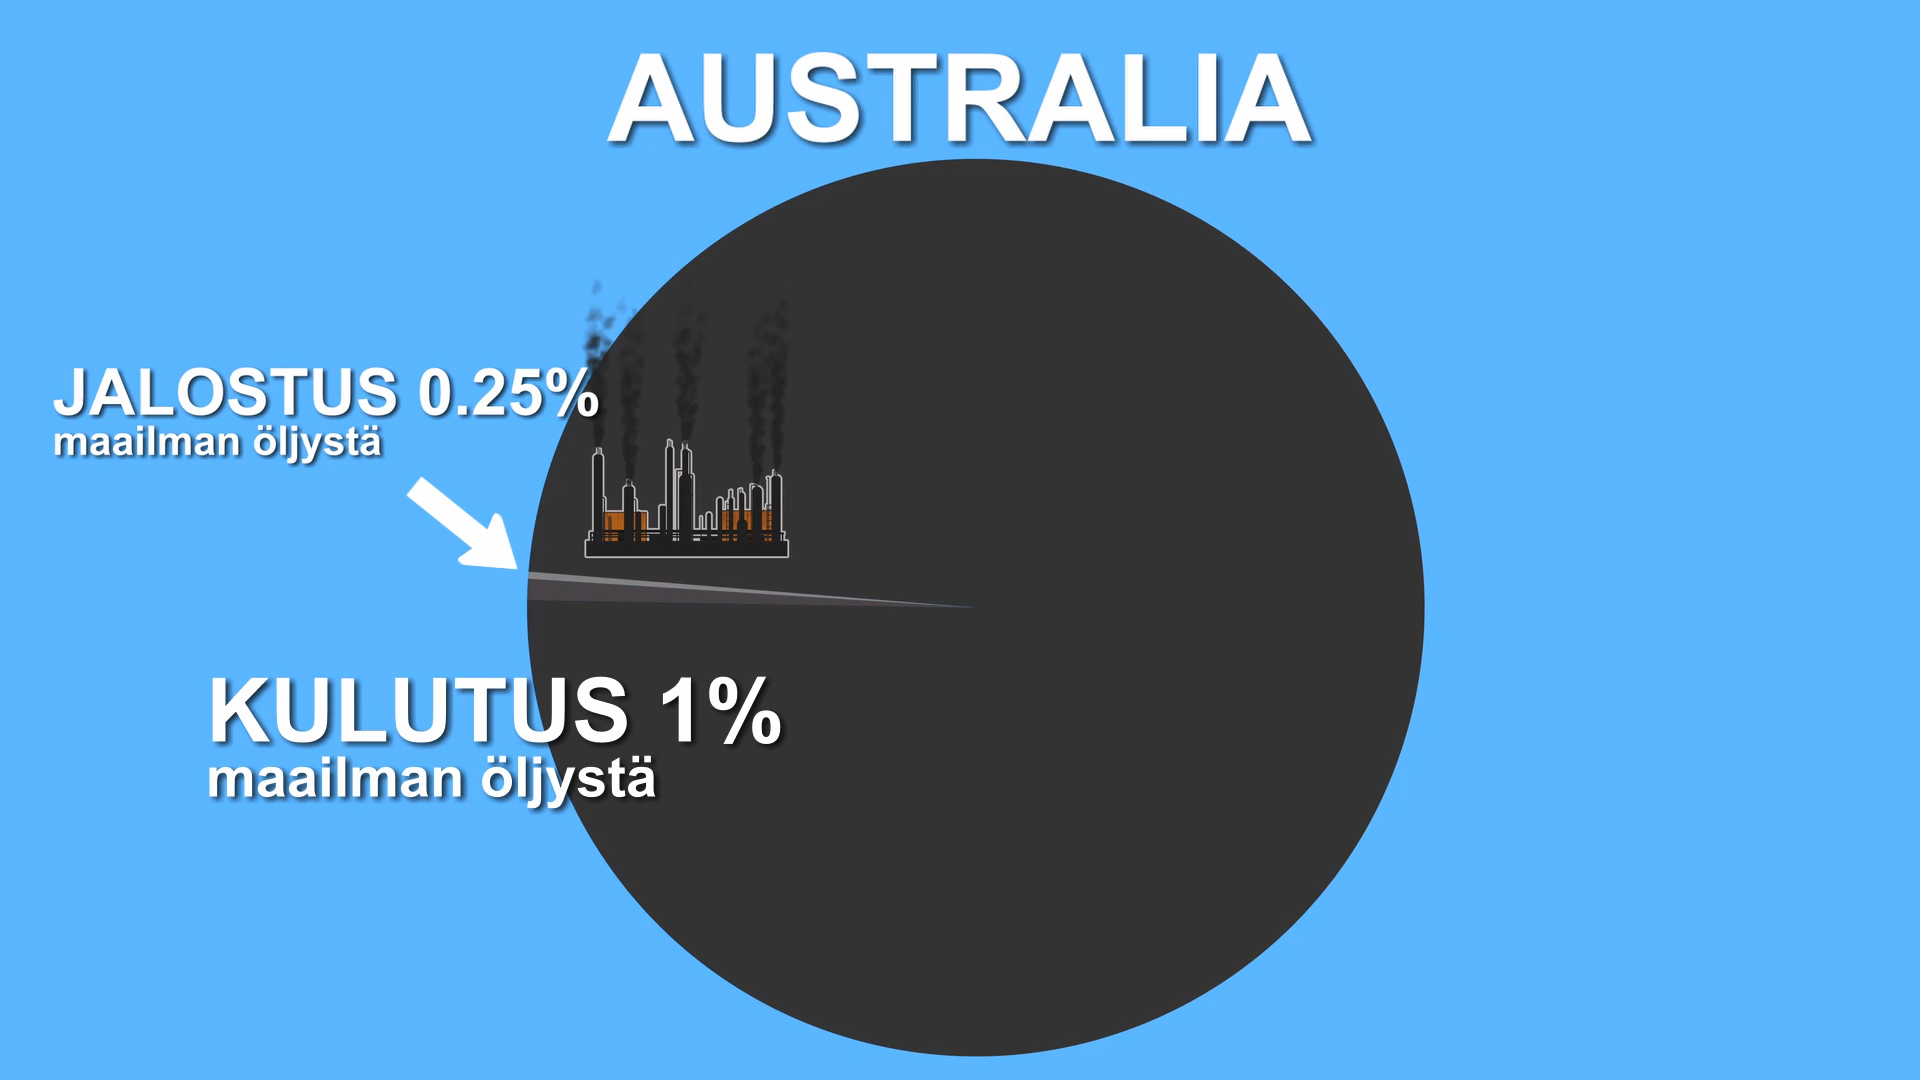 AUSTRALIA
JALOSTUS 0.25%
maailman öljystä
KULUTUS 1%
maailman öljystä